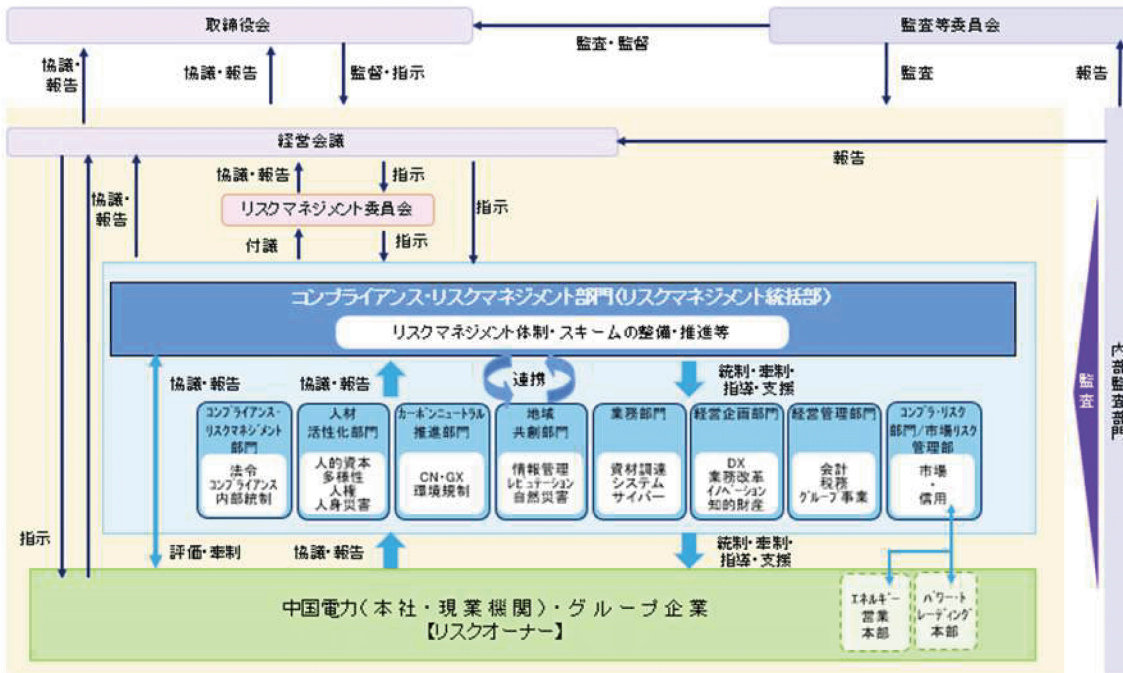 取締役会
監査等委員会
監査・監督
協議・
報告
協議・報告
監督・指示
監査
報告
経営会議
報告
協議・
報告
協議・報告
指示
指示
リスクマネジメント委員会
付議
指示
コンプライアンス・リスクマネジメント部門(リスクマネジメント統括部)
リスクマネジメント体制・スキームの整備・推進等
協議・報告
協議・報告
連携
統制・牽制・
指導・支援
コンプライアンス・
リスクマネジメント
部門
法令
コンプライアンス
内部統制
人材
活性化部門
人的資本
多様性
人権
人身災害
カーボンニュートラル
推進部門
CN・GX
環境規制
地域
共創部門
情報管理
レピュテーション
自然災害
業務部門
資材調達
システム
サイバー
経営企画部門
DX
業務改革
イノベーション
知的財産
経営管理部門
会計
税務
グループ事業
コンプラ・リスク
部門/市場リスク
管理部
市場
・
信用
監査
内部監査部門
指示
評価・牽制
協議・報告
統制・牽制・
指導・支援
中国電力(本社・現業機関)・グループ企業
【リスクオーナー】
エネルギー
営業
本部
パワー・ト
レーディング
本部